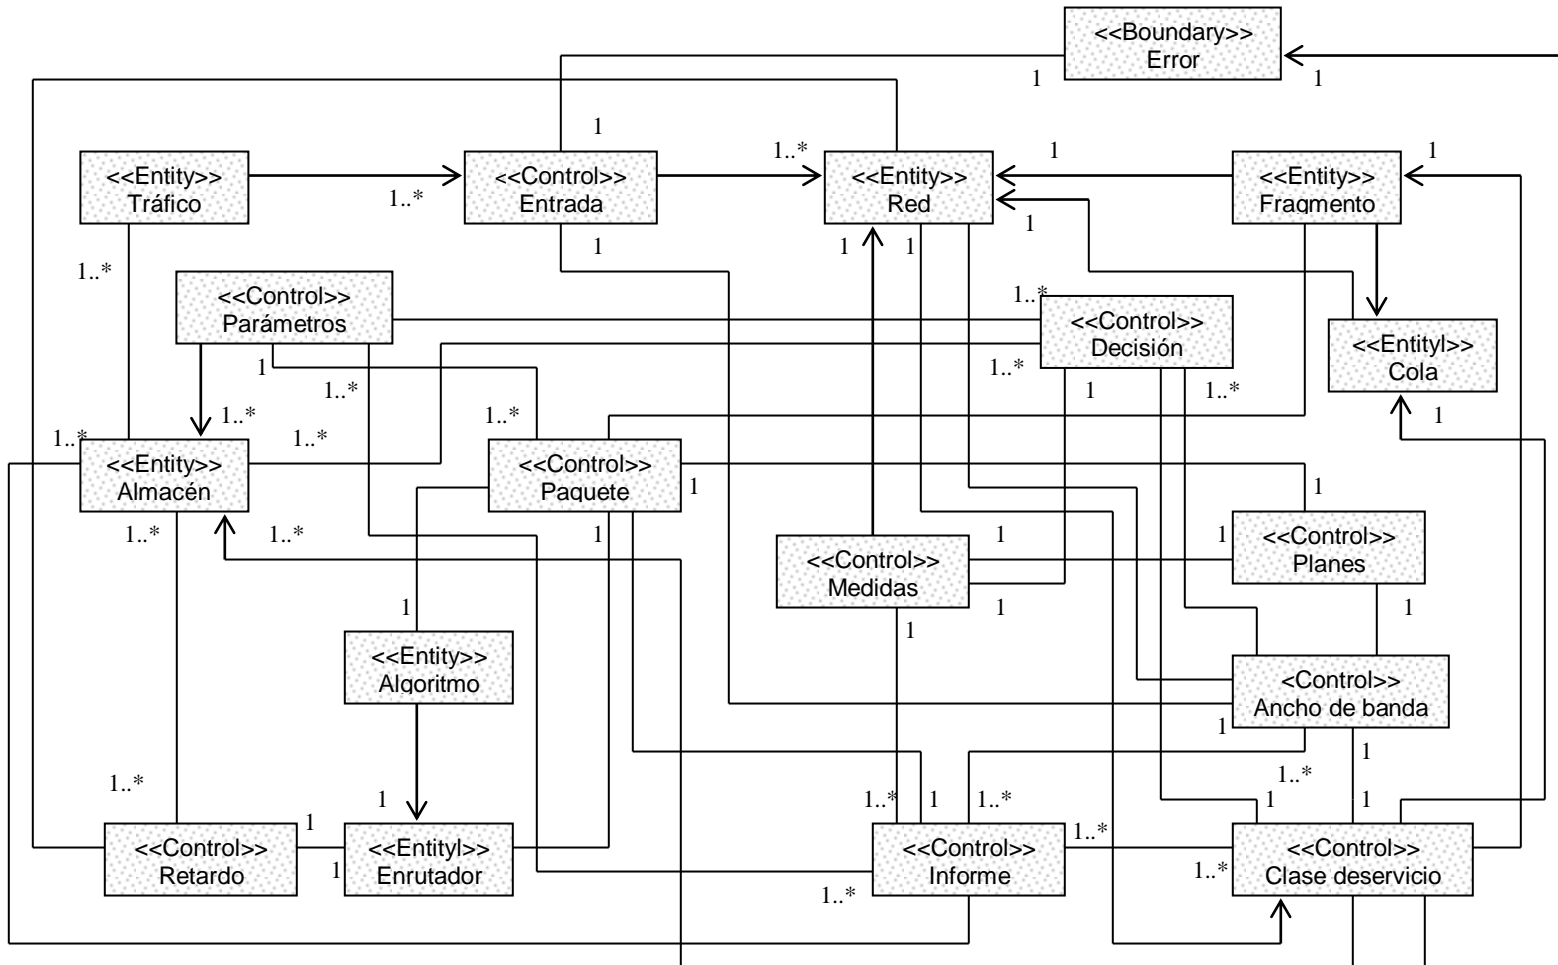 <<Boundary>>
Error
1
1
1
1..*
1
1
<<Entity>>
Tráfico
1..*
<<Control>>
Entrada
<<Entity>>
Red
<<Entity>>
Fragmento
1
1
1
1
1..*
<<Control>>
Parámetros
1..*
<<Control>>
Decisión
<<Entityl>>
Cola
1
1..*
1..*
1
1..*
1..*
1..*
1..*
1..*
1
<<Entity>>
Almacén
<<Control>>
Paquete
1
1
1..*
1..*
1
1
1
<<Control>>
Planes
<<Control>>
Medidas
1
1
1
1
<<Entity>>
Algoritmo
<Control>>
Ancho de banda
1
1
1..*
1..*
1
1..*
1
1..*
1
1
1
<<Control>>
Retardo
1
<<Entityl>>
Enrutador
<<Control>>
Informe
1..*
<<Control>>
Clase deservicio
1
1..*
1..*